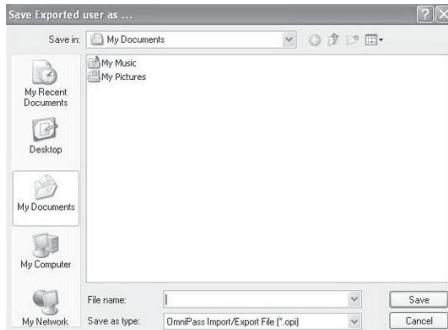 Save Exported user as ...
Save in: My Documents
My Music
My Pictures
My Recent
Documents
Desktop
My Documents
My Computer
My Network
File name:
Save
Save as type: OmniPass Import/Export File (*.opi)
Cancel